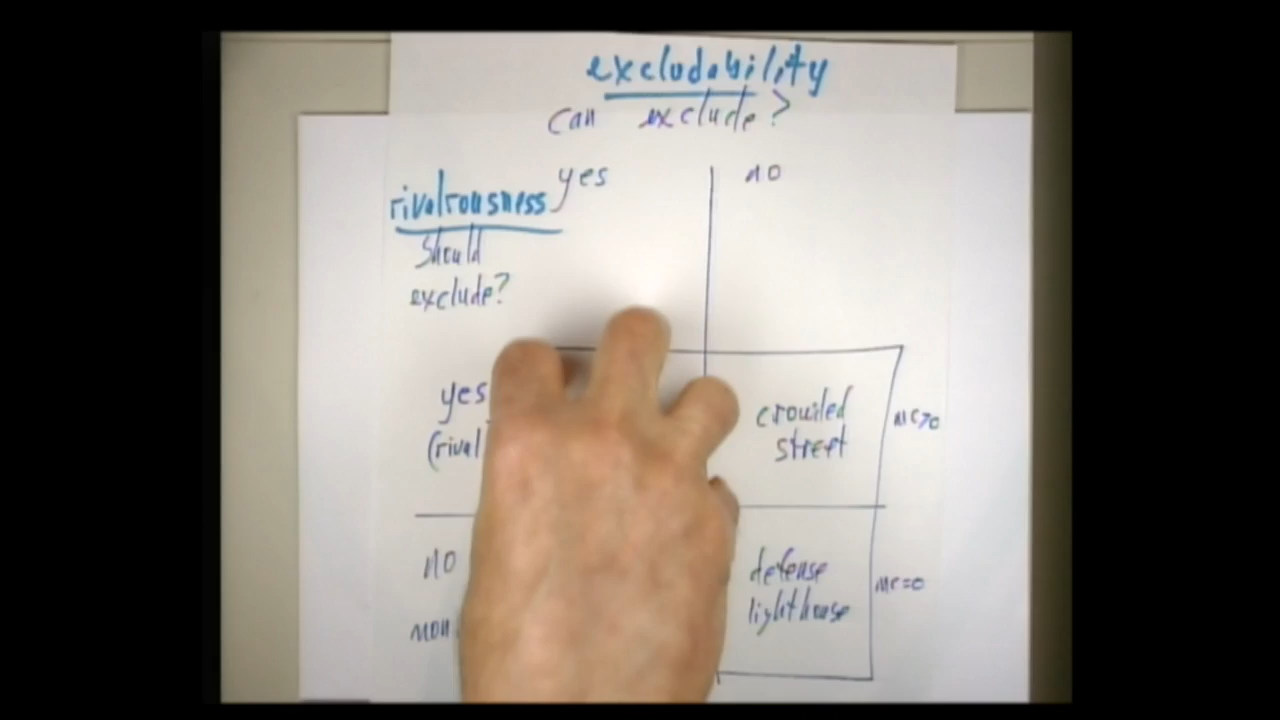 excludability
can exclude?
yes no
rivalrousness
should
exclude?
yes
(rival
crowded
street
MC>0
no
non
defense
lighthouse
MC=0